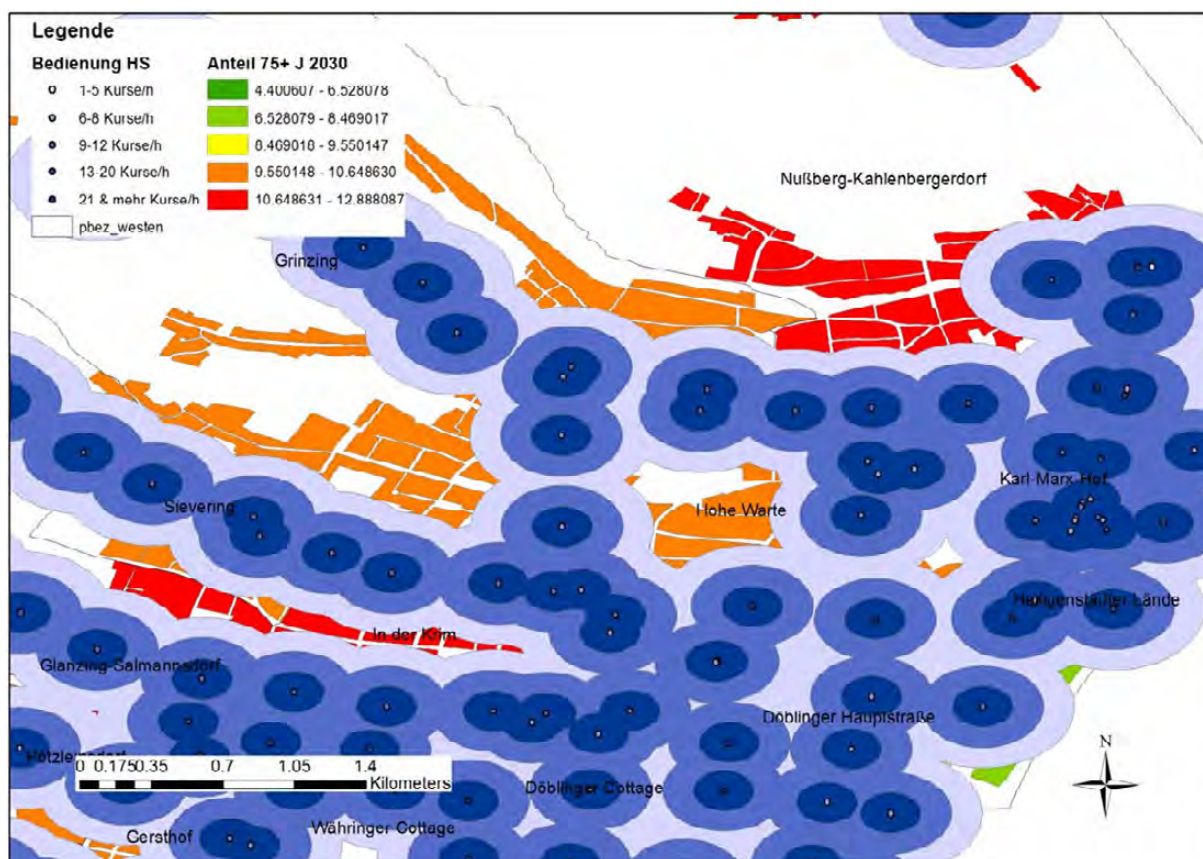 Legende
Bedienung HS
1-5 Kurse/h
6-8 Kurse/h
9-12 Kurse/h
13-20 Kurse/h
21 & mehr Kurse/h
pbez_westen
Anteil 75+ J 2030
4.400607 - 6.528078
6.528079 - 8.469017
8.469018 - 9.550147
9.550148 - 10.648630
10.648631 - 12.888087
Nußberg-Kahlenbergerdorf
Grinzing
Karl-Marx-Hof
Sievering
Hohe Warte
Heiligenstädter Lände
In der Krim
Glanzing-Salmannsdorf
Döblinger Hauptstraße
Pötzleinsdorf
0 0.175 0.35 0.7 1.05 1.4
Kilometers
N
Döblinger Cottage
Währinger Cottage
Gersthof